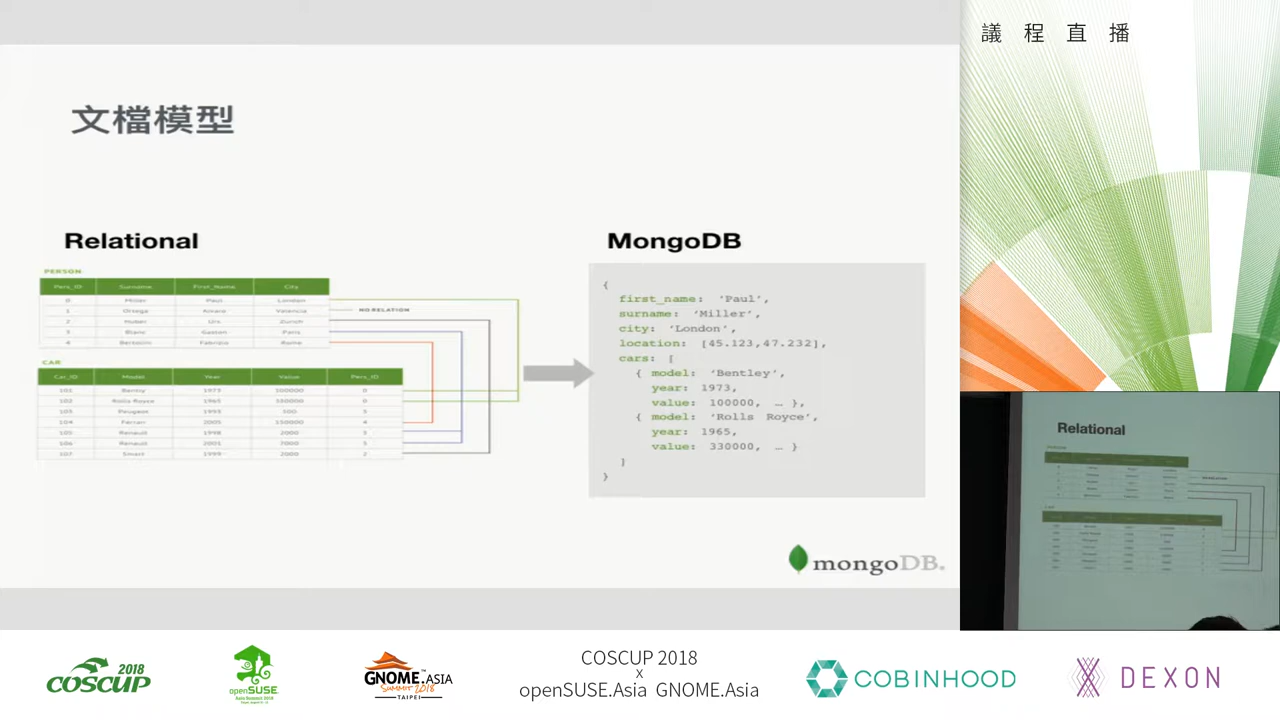 議程直播
文檔模型
Relational
MongoDB
PERSON
Pers_ID Surname First_Name City
0 Miller Paul London
1 Ortega Alvaro Valencia
2 Huber Urs Zurich
3 Blanc Gaston Paris
4 Bertolini Fabrizio Rome
NO RELATION
CAR
Car_ID Model Year Value Pers_ID
101 Bentley 1973 100000 0
102 Rolls Royce 1965 330000 0
103 Peugeot 1993 500 3
104 Ferrari 2005 150000 4
105 Renault 1998 2000 3
106 Renault 2001 7000 3
107 Smart 1999 2000 2
{
first_name: ‘Paul’,
surname: ‘Miller’,
city: ‘London’,
location: [45.123,47.232],
cars: [
{ model: ‘Bentley’,
year: 1973,
value: 100000, … },
{ model: ‘Rolls Royce’,
year: 1965,
value: 330000, … }
]
}
mongoDB.
Relational
2018
COSCUP
openSUSE
Asia Summit 2018
GNOME.ASIA
SUMMIT 2018
TAIPEI
COSCUP 2018
x
openSUSE.Asia GNOME.Asia
COBINHOOD
DEXON